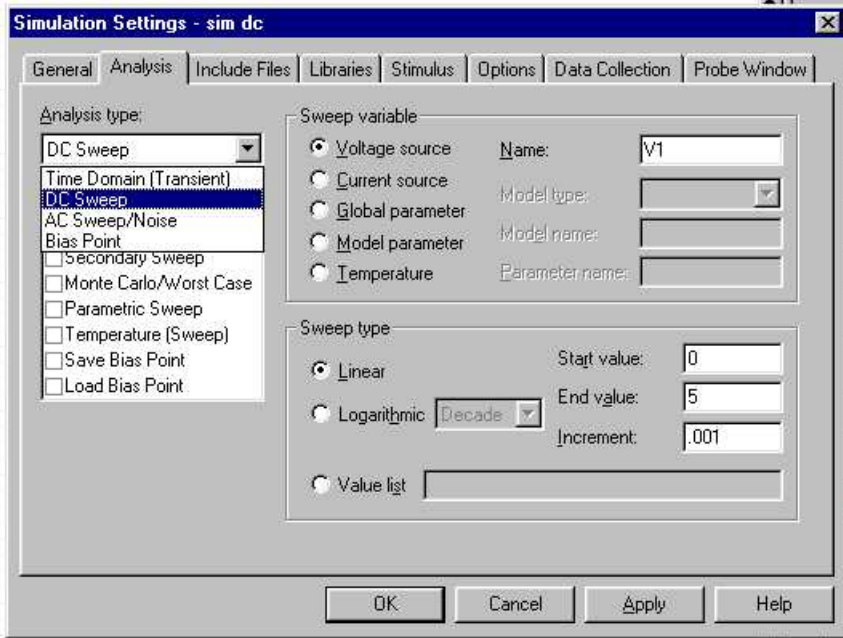 Simulation Settings - sim dc
General
Analysis
Include Files
Libraries
Stimulus
Options
Data Collection
Probe Window
Analysis type:
DC Sweep
Time Domain (Transient)
DC Sweep
AC Sweep/Noise
Bias Point
Secondary Sweep
Monte Carlo/Worst Case
Parametric Sweep
Temperature (Sweep)
Save Bias Point
Load Bias Point
Sweep variable
Voltage source
Current source
Global parameter
Model parameter
Temperature
Name:
V1
Model type:
Model name:
Parameter name:
Sweep type
Linear
Logarithmic
Decade
Value list
Start value:
0
End value:
5
Increment:
.001
OK
Cancel
Apply
Help